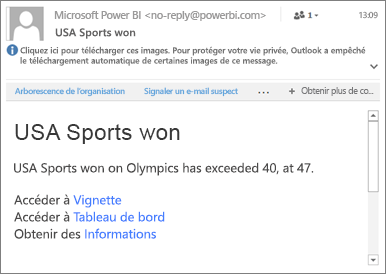 Microsoft Power BI <no-reply@powerbi.com>
1
13:09
USA Sports won
Cliquez ici pour télécharger ces images. Pour protéger votre vie privée, Outlook a empêché
le téléchargement automatique de certaines images de ce message.
Arborescence de l'organisation Signaler un e-mail suspect ... + Obtenir plus de co...
USA Sports won
USA Sports won on Olympics has exceeded 40, at 47.
Accéder à Vignette
Accéder à Tableau de bord
Obtenir des Informations